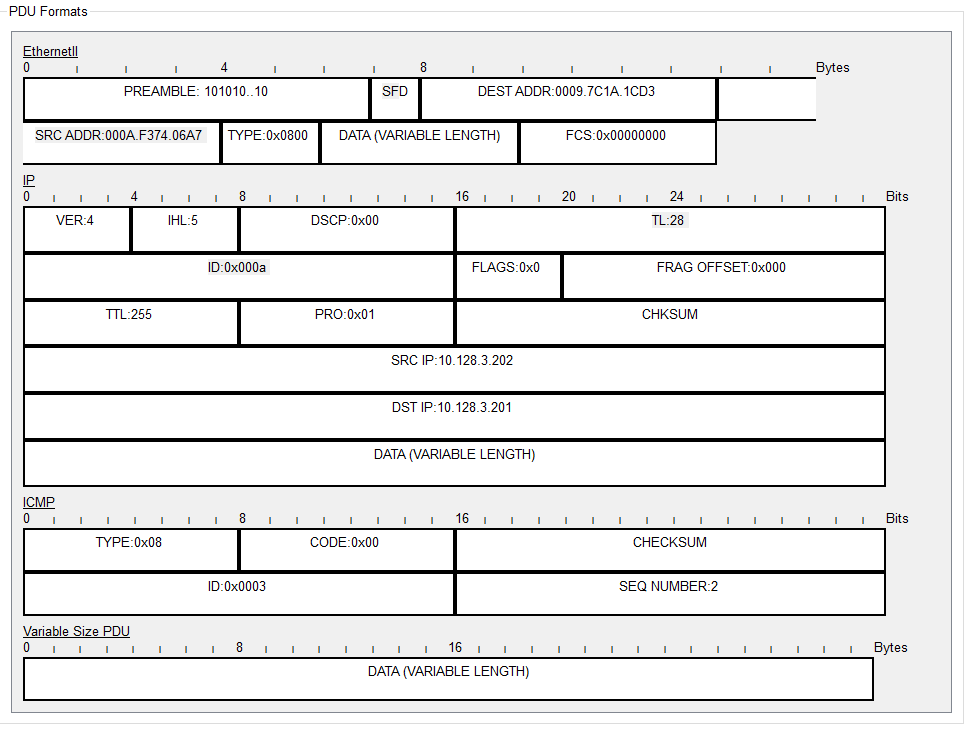 PDU Formats
EthernetII
0 4 8 Bytes
PREAMBLE: 101010..10 SFD DEST ADDR:0009.7C1A.1CD3
SRC ADDR:000A.F374.06A7 TYPE:0x0800 DATA (VARIABLE LENGTH) FCS:0x00000000
IP
0 4 8 16 20 24 Bits
VER:4 IHL:5 DSCP:0x00 TL:28
ID:0x000a FLAGS:0x0 FRAG OFFSET:0x000
TTL:255 PRO:0x01 CHKSUM
SRC IP:10.128.3.202
DST IP:10.128.3.201
DATA (VARIABLE LENGTH)
ICMP
0 8 16 Bits
TYPE:0x08 CODE:0x00 CHECKSUM
ID:0x0003 SEQ NUMBER:2
Variable Size PDU
0 8 16 Bytes
DATA (VARIABLE LENGTH)